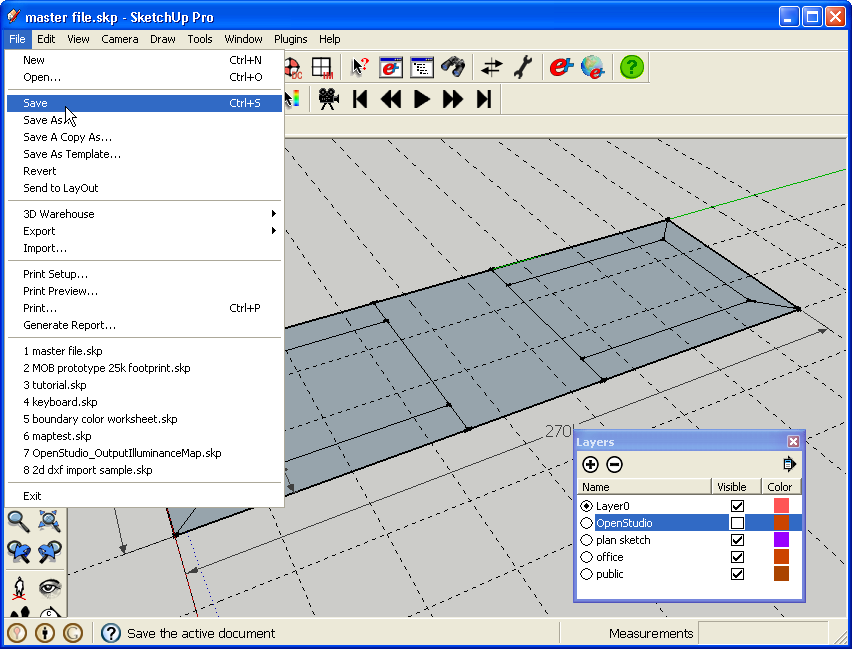 master file.skp - SketchUp Pro
File Edit View Camera Draw Tools Window Plugins Help
New Ctrl+N
Open... Ctrl+O
Save Ctrl+S
Save As
Save A Copy As...
Save As Template...
Revert
Send to LayOut
3D Warehouse
Export
Import...
Print Setup...
Print Preview...
Print... Ctrl+P
Generate Report...
1 master file.skp
2 MOB prototype 25k footprint.skp
3 tutorial.skp
4 keyboard.skp
5 boundary color worksheet.skp
6 maptest.skp
7 OpenStudio_OutputIlluminanceMap.skp
8 2d dxf import sample.skp
Exit
270'
Layers
Name Visible Color
Layer0
OpenStudio
plan sketch
office
public
Save the active document
Measurements